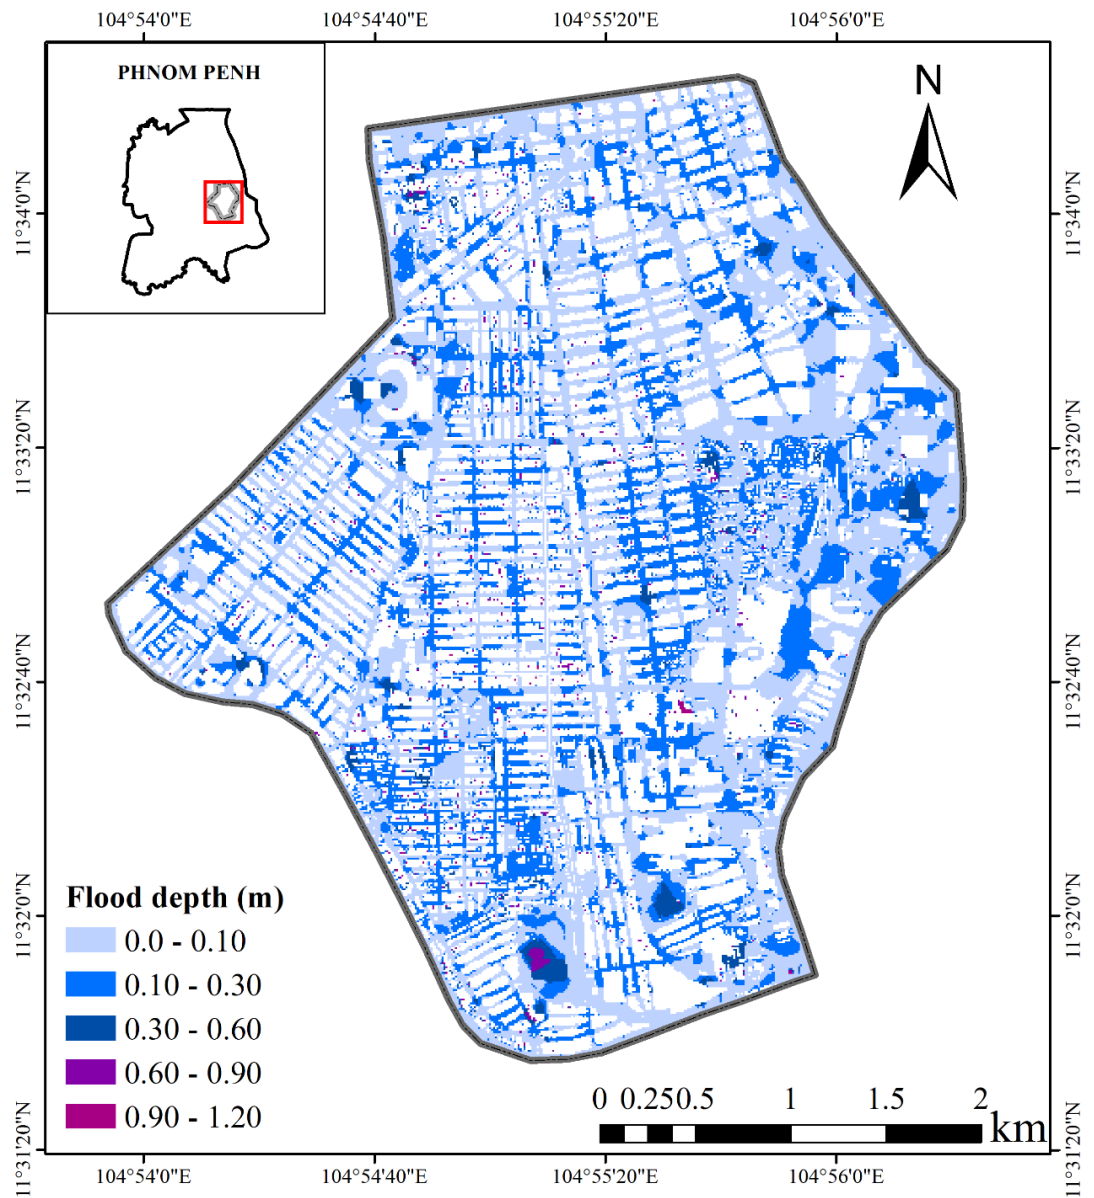 104°54'0"E 104°54'40"E 104°55'20"E 104°56'0"E
PHNOM PENH
N
11°34'0"N 11°34'0"N
11°33'20"N 11°33'20"N
11°32'40"N 11°32'40"N
11°32'0"N 11°32'0"N
Flood depth (m)
0.0 - 0.10
0.10 - 0.30
0.30 - 0.60
0.60 - 0.90
0.90 - 1.20
0 0.25 0.5 1 1.5 2
km
11°31'20"N 11°31'20"N
104°54'0"E 104°54'40"E 104°55'20"E 104°56'0"E